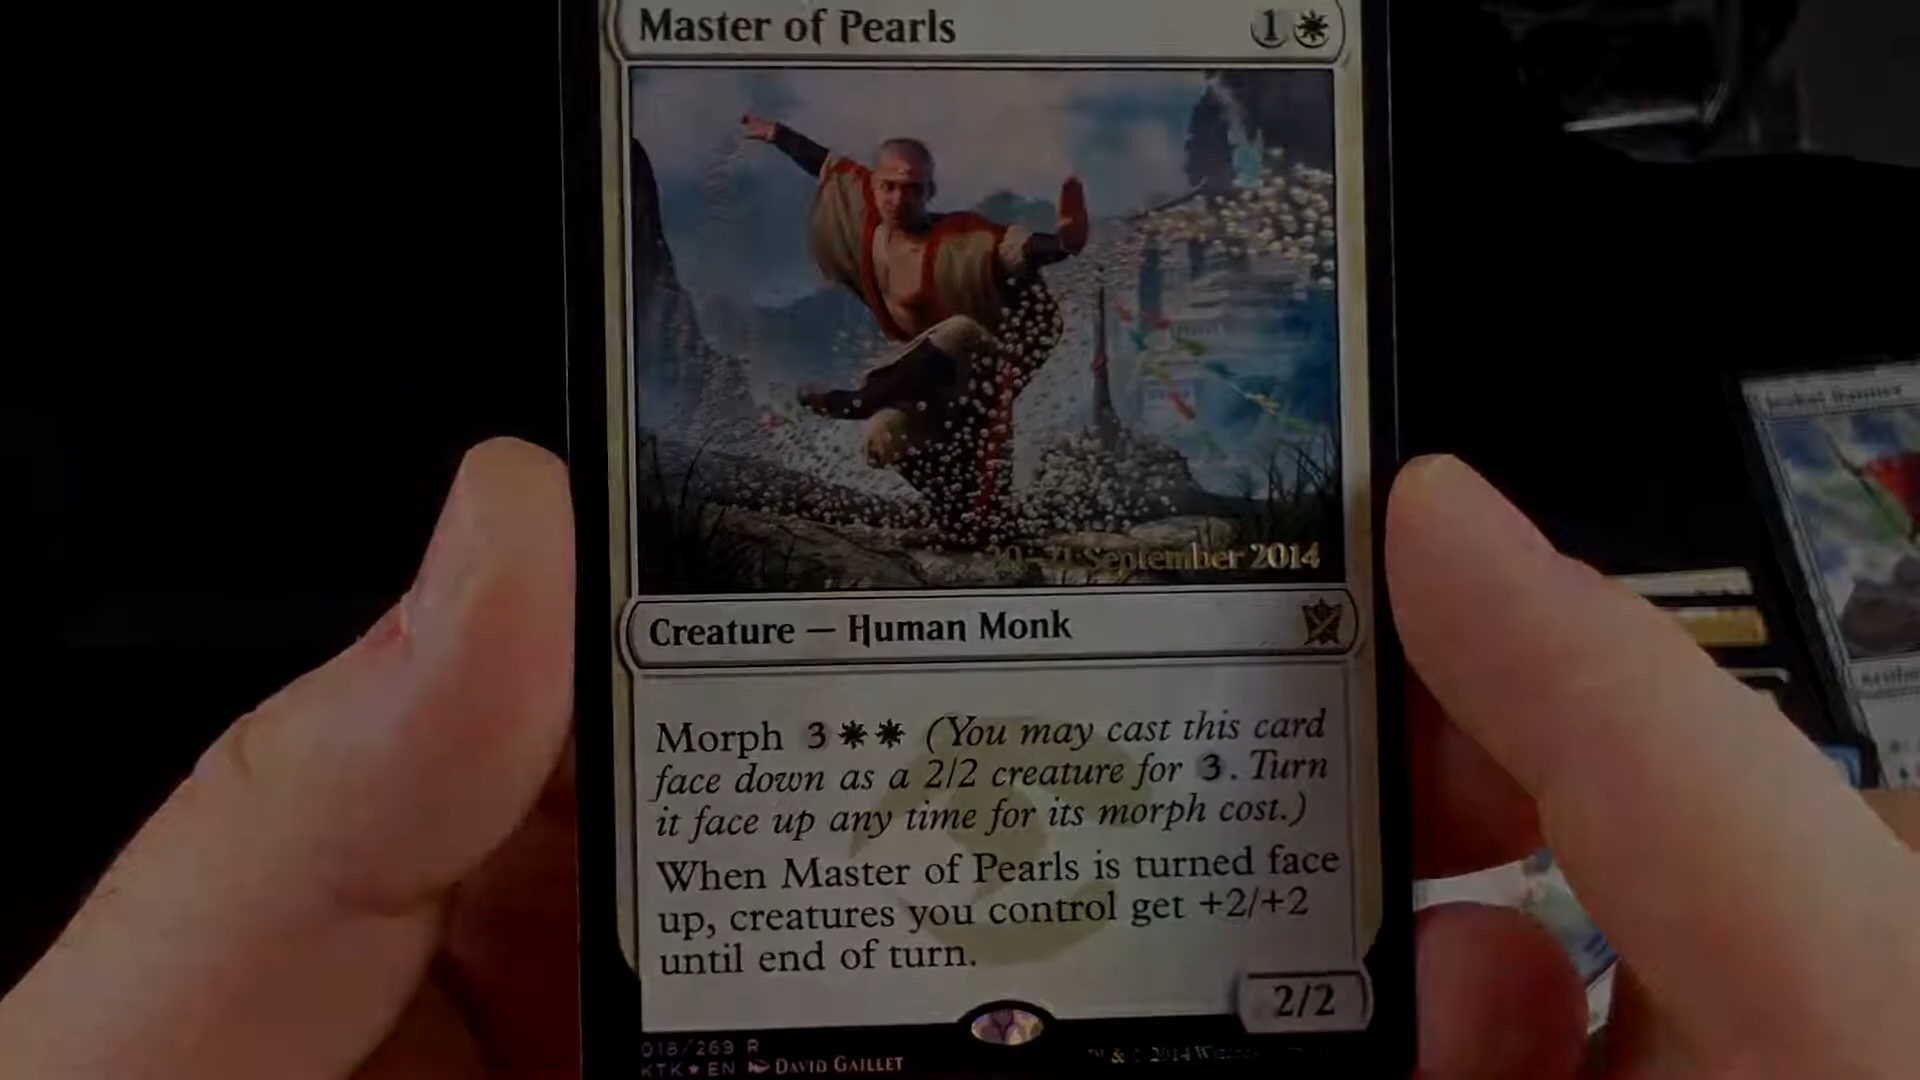 Master of Pearls 1
September 2014
Creature — Human Monk
Morph 3 (You may cast this card
face down as a 2/2 creature for 3. Turn
it face up any time for its morph cost.)
When Master of Pearls is turned face
up, creatures you control get +2/+2
until end of turn.
2/2
018/269 R
KTK★EN DAVID GAILLET
™ & © 2014
Banner